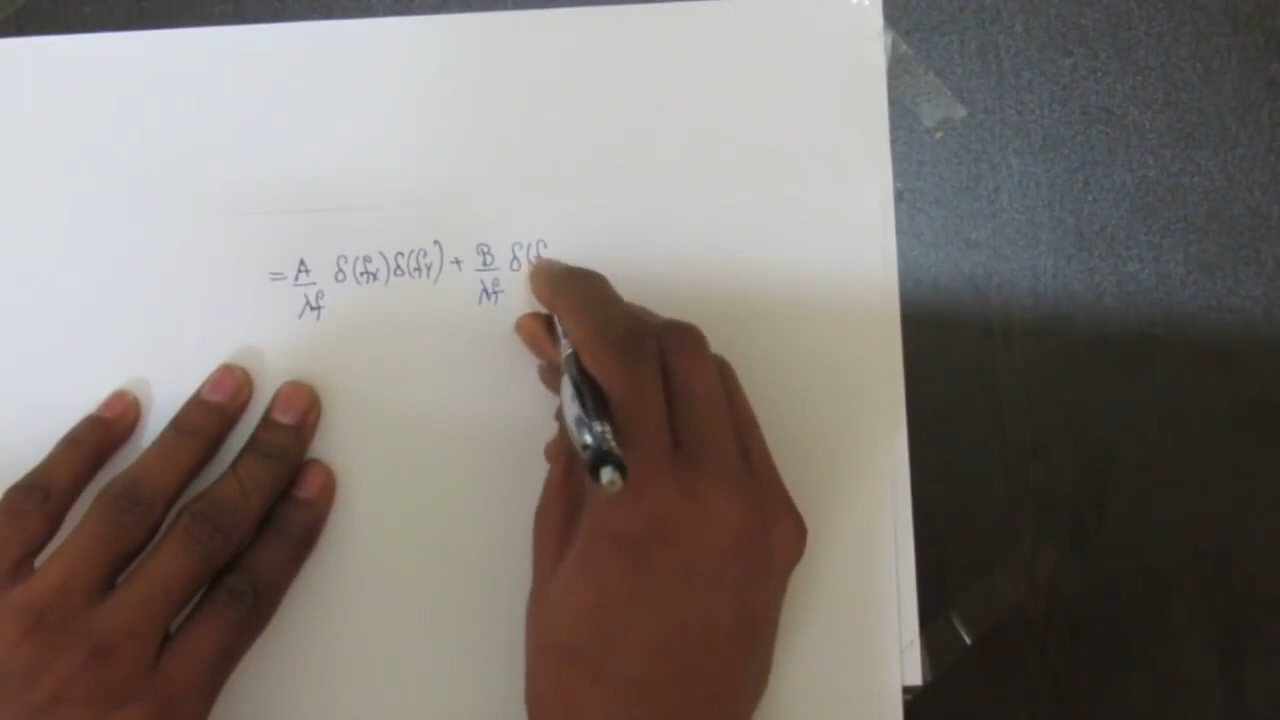 = A/λf δ(fx)δ(fy) + B/λf δ(f